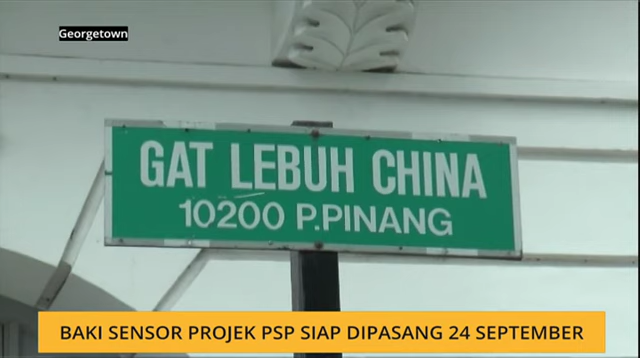 Georgetown
GAT LEBUH CHINA
10200 P.PINANG
BAKI SENSOR PROJEK PSP SIAP DIPASANG 24 SEPTEMBER